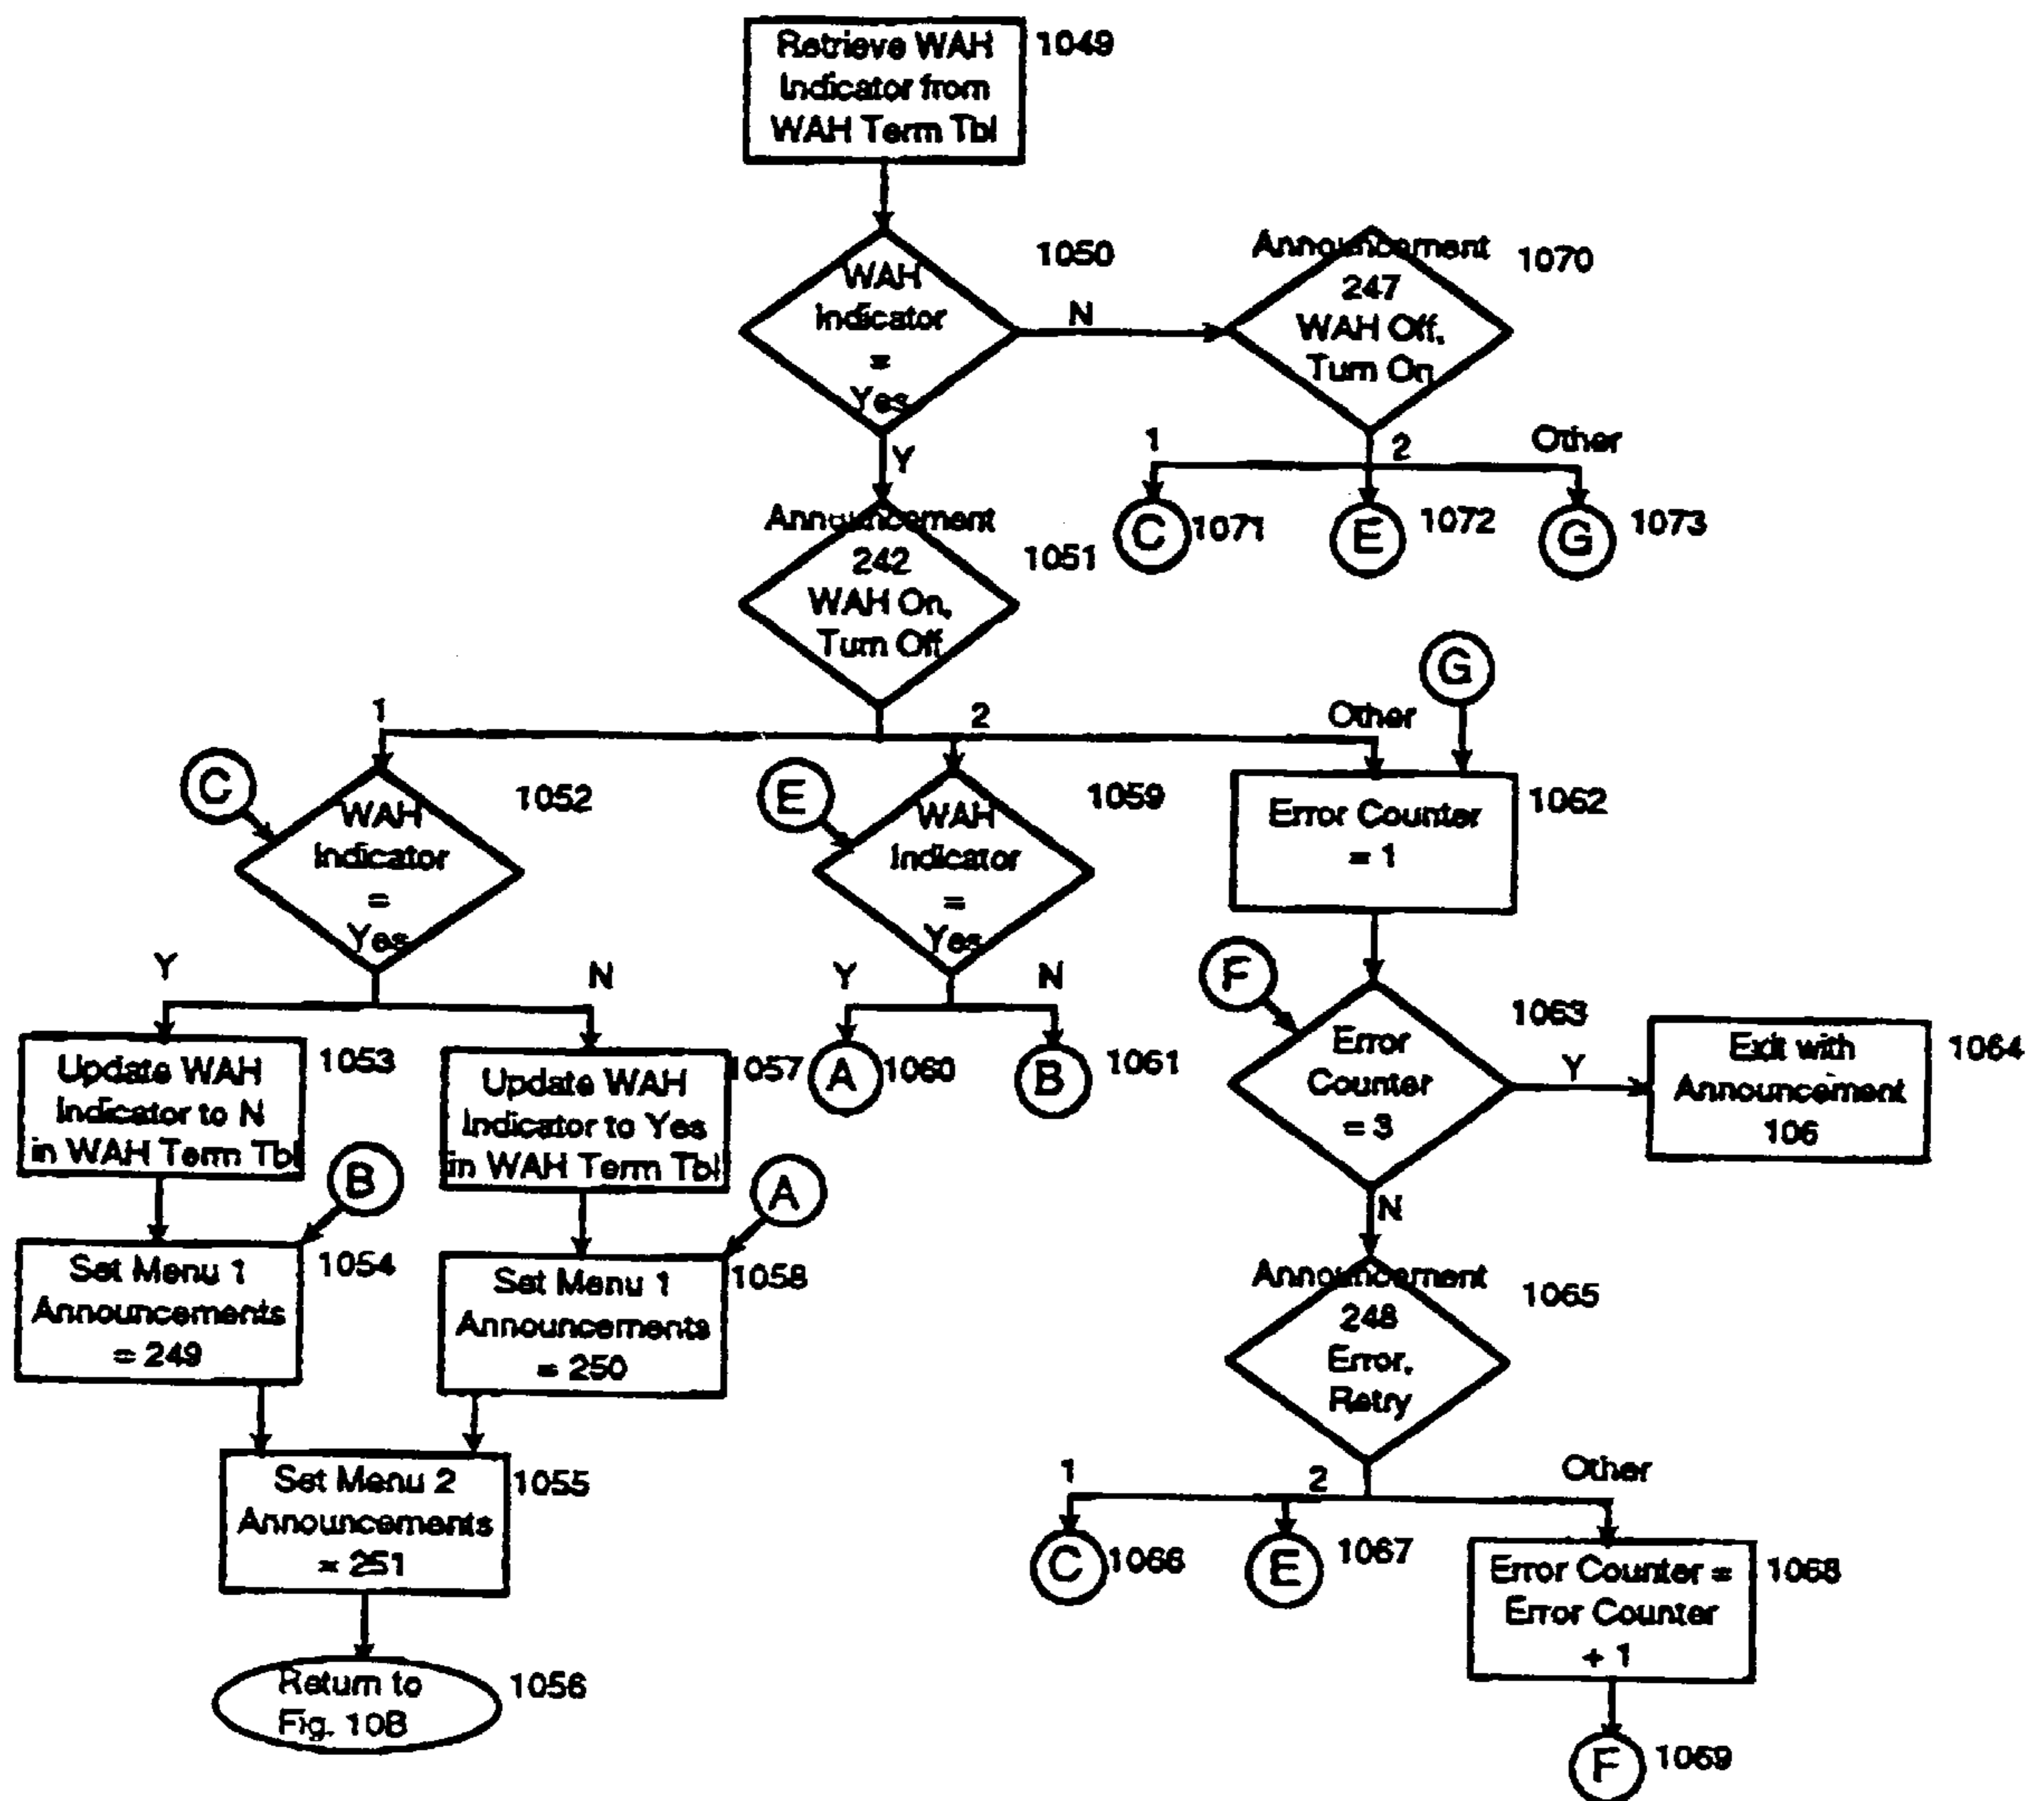 Retrieve WAH
Indicator from
WAH Term Tbl
1049
WAH
Indicator
=
Yes
1050
N
Y
Announcement
247
WAH Off,
Turn On
1070
1
2
Other
C
1071
E
1072
G
1073
Announcement
242
WAH On,
Turn Off
1051
1
2
Other
G
C
WAH
Indicator
=
Yes
1052
E
WAH
Indicator
=
Yes
1059
Error Counter
= 1
1062
Y
N
Y
N
F
Error
Counter
= 3
1063
Y
Exit with
Announcement
106
1064
Update WAH
Indicator to N
in WAH Term Tbl
1053
Update WAH
Indicator to Yes
in WAH Term Tbl
1057
A
1060
B
1061
B
A
N
Set Menu 1
Announcements
= 249
1054
Set Menu 1
Announcements
= 250
1058
Announcement
248
Error,
Retry
1065
Set Menu 2
Announcements
= 251
1055
1
2
Other
C
1066
E
1067
Error Counter =
Error Counter
+ 1
1068
Return to
Fig. 10B
1056
F
1069